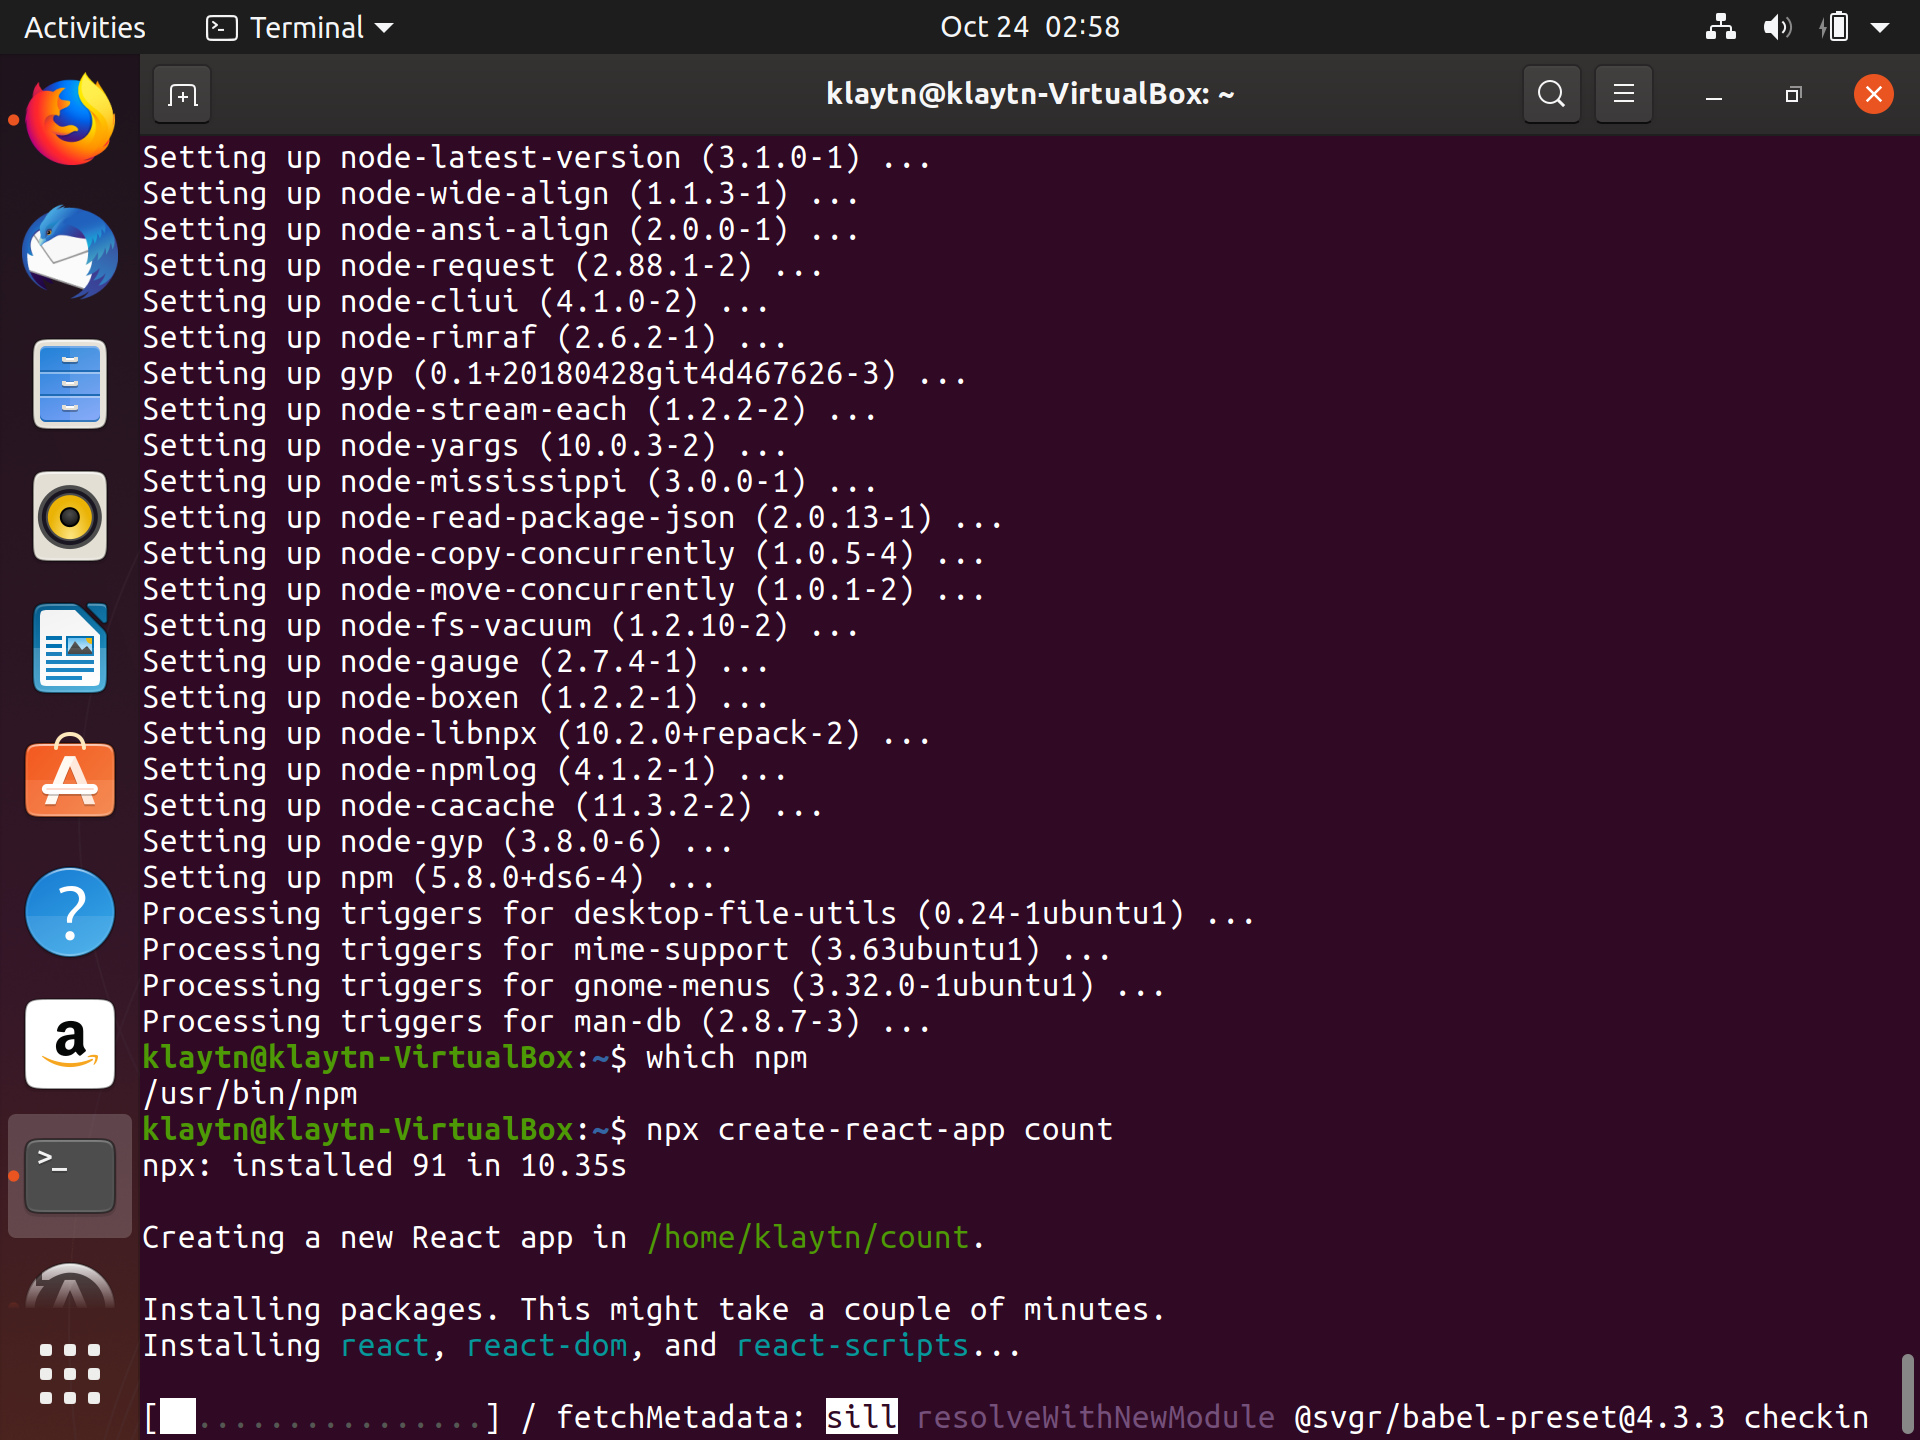 Activities
Terminal
Oct 24 02:58
klaytn@klaytn-VirtualBox: ~
Setting up node-latest-version (3.1.0-1) ...
Setting up node-wide-align (1.1.3-1) ...
Setting up node-ansi-align (2.0.0-1) ...
Setting up node-request (2.88.1-2) ...
Setting up node-cliui (4.1.0-2) ...
Setting up node-rimraf (2.6.2-1) ...
Setting up gyp (0.1+20180428git4d467626-3) ...
Setting up node-stream-each (1.2.2-2) ...
Setting up node-yargs (10.0.3-2) ...
Setting up node-mississippi (3.0.0-1) ...
Setting up node-read-package-json (2.0.13-1) ...
Setting up node-copy-concurrently (1.0.5-4) ...
Setting up node-move-concurrently (1.0.1-2) ...
Setting up node-fs-vacuum (1.2.10-2) ...
Setting up node-gauge (2.7.4-1) ...
Setting up node-boxen (1.2.2-1) ...
Setting up node-libnpx (10.2.0+repack-2) ...
Setting up node-npmlog (4.1.2-1) ...
Setting up node-cacache (11.3.2-2) ...
Setting up node-gyp (3.8.0-6) ...
Setting up npm (5.8.0+ds6-4) ...
Processing triggers for desktop-file-utils (0.24-1ubuntu1) ...
Processing triggers for mime-support (3.63ubuntu1) ...
Processing triggers for gnome-menus (3.32.0-1ubuntu1) ...
Processing triggers for man-db (2.8.7-3) ...
klaytn@klaytn-VirtualBox:~$ which npm
/usr/bin/npm
klaytn@klaytn-VirtualBox:~$ npx create-react-app count
npx: installed 91 in 10.35s
Creating a new React app in /home/klaytn/count.
Installing packages. This might take a couple of minutes.
Installing react, react-dom, and react-scripts...
[  ................] / fetchMetadata: sill resolveWithNewModule @svgr/babel-preset@4.3.3 checkin